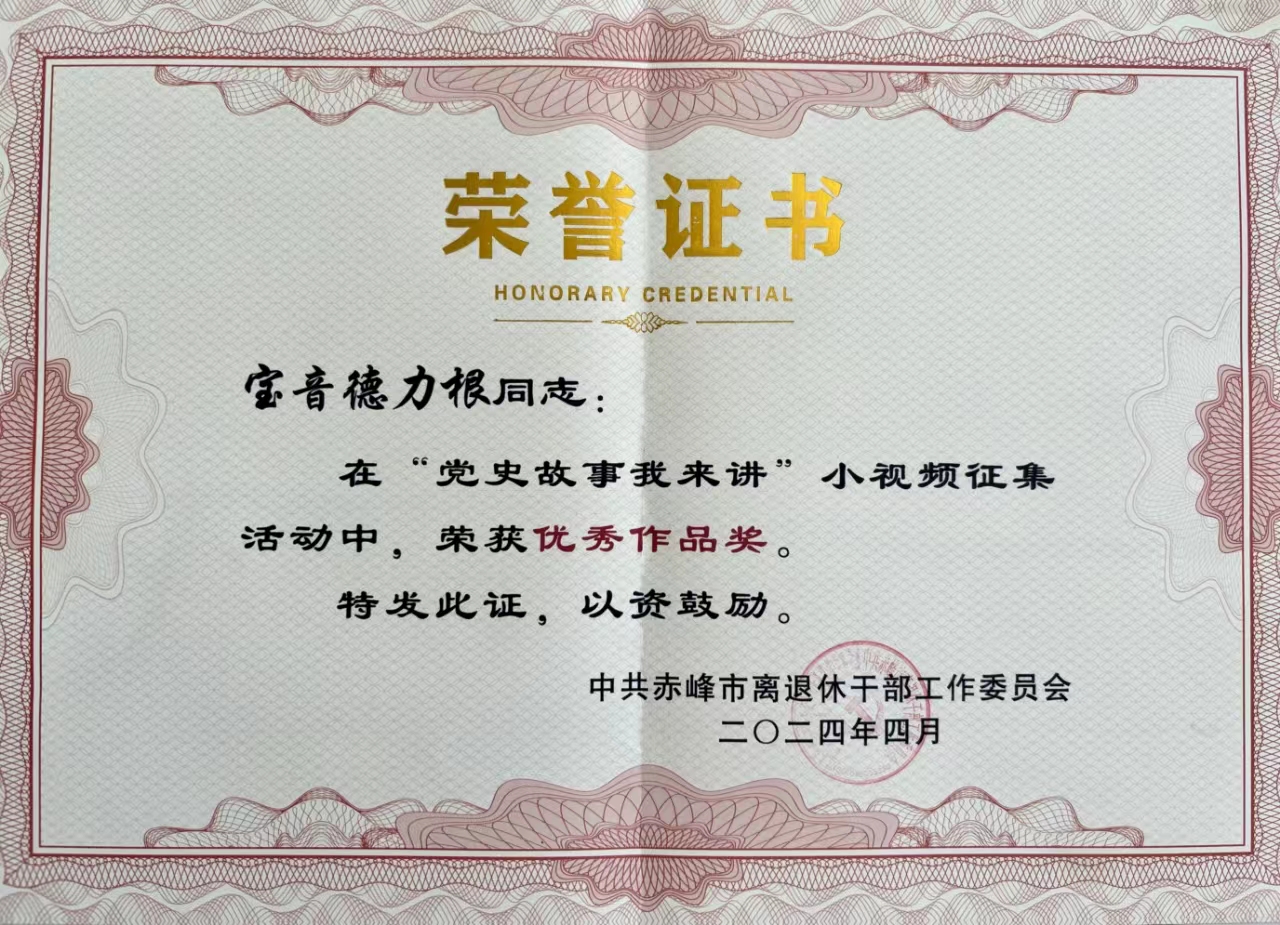 荣誉证书
HONORARY CREDENTIAL
宝音德力根同志：
在“党史故事我来讲”小视频征集
活动中，荣获优秀作品奖。
特发此证，以资鼓励。
中共赤峰市离退休干部工作委员会
二〇二四年四月